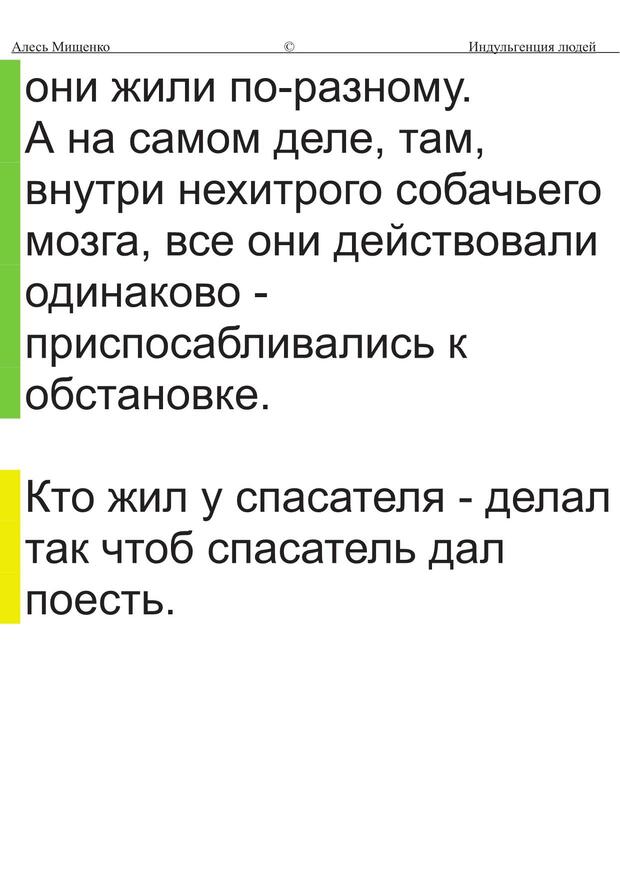 Алесь Мищенко © Индульгенция людей
они жили по-разному.
А на самом деле, там,
внутри нехитрого собачьего
мозга, все они действовали
одинаково -
приспосабливались к
обстановке.
Кто жил у спасателя - делал
так чтоб спасатель дал
поесть.